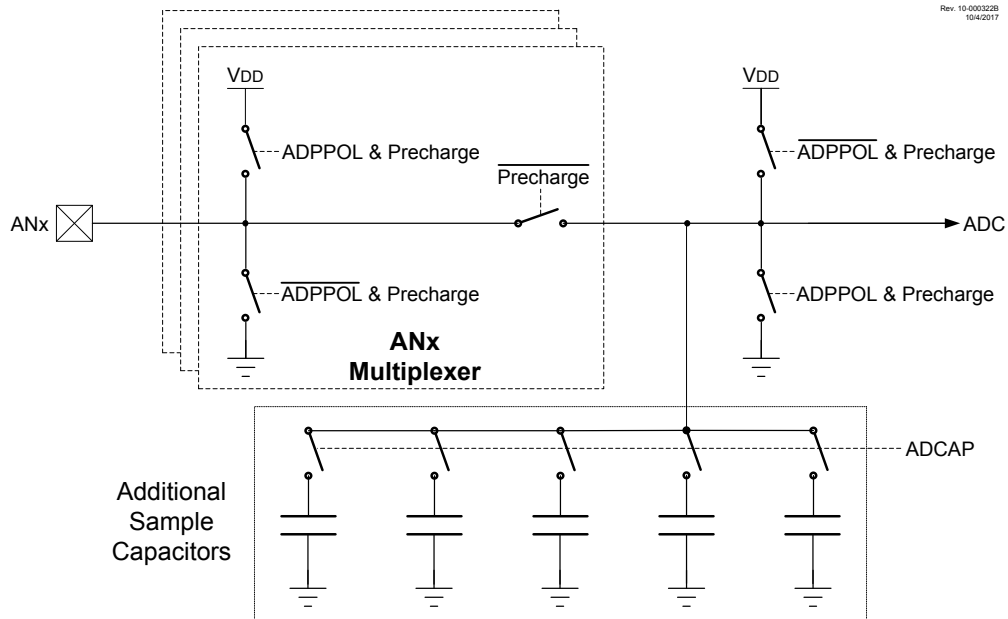 Rev. 10-000322B
10/4/2017
VDD
VDD
ADPPOL & Precharge
ADPPOL & Precharge
Precharge
ANx
ADC
ADPPOL & Precharge
ADPPOL & Precharge
ANx
Multiplexer
ADCAP
Additional
Sample
Capacitors